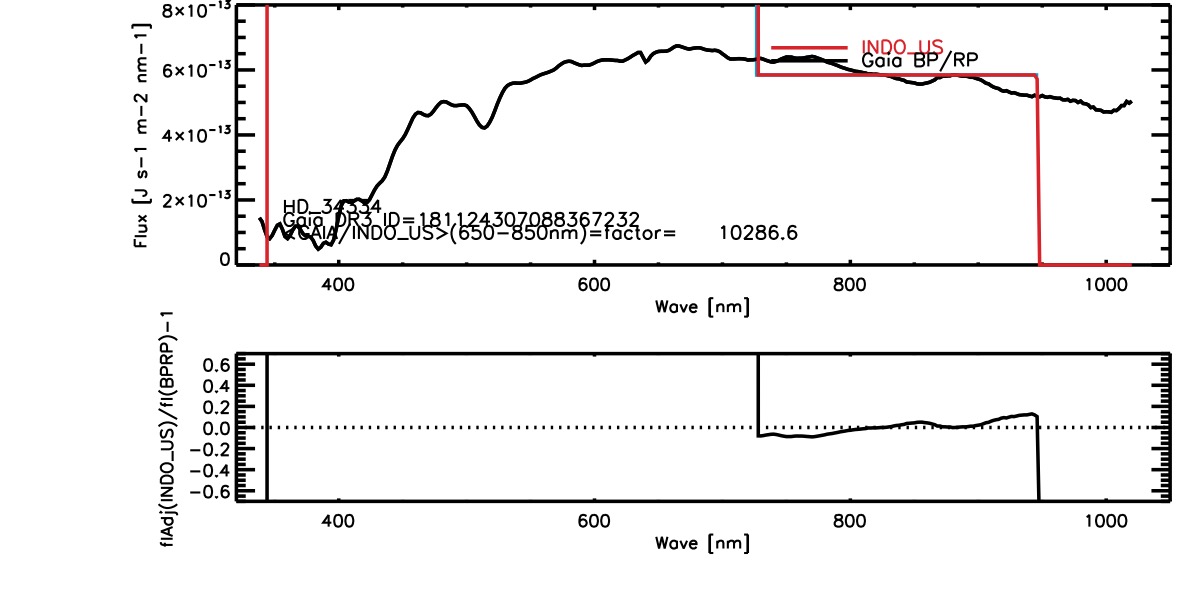 8×10−13
6×10−13
4×10−13
2×10−13
0
Flux [J s−1 m−2 nm−1]
INDO_US
Gaia BP/RP
HD_34334
Gaia DR3 ID=181124307088367232
<GAIA/INDO_US>(650−850nm)=factor= 10286.6
400 600 800 1000
Wave [nm]
flAdj(INDO_US)/fl(BPRP)−1
0.6
0.4
0.2
0.0
−0.2
−0.4
−0.6
400 600 800 1000
Wave [nm]